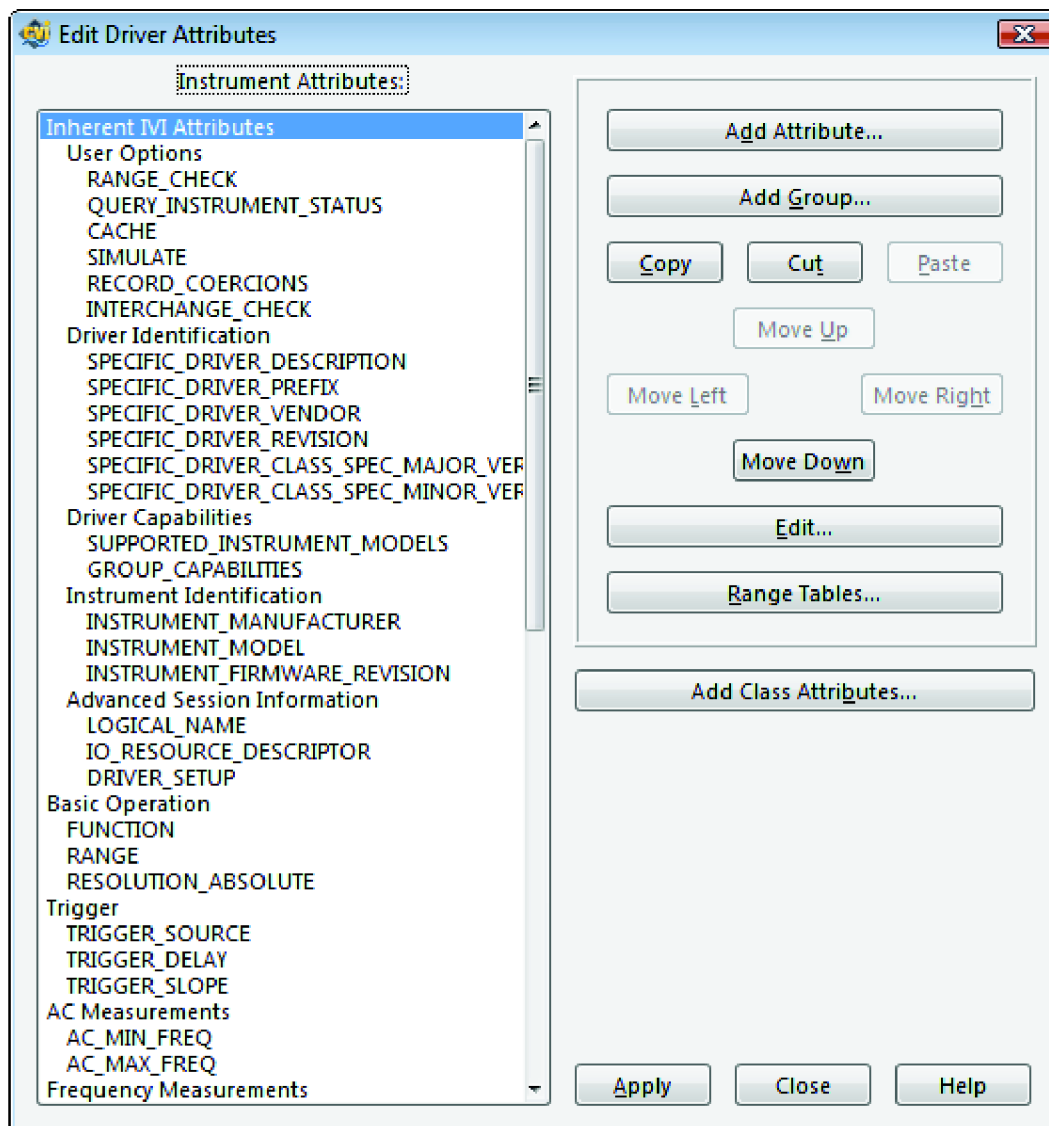 Edit Driver Attributes
Instrument Attributes:
Inherent IVI Attributes
User Options
RANGE_CHECK
QUERY_INSTRUMENT_STATUS
CACHE
SIMULATE
RECORD_COERCIONS
INTERCHANGE_CHECK
Driver Identification
SPECIFIC_DRIVER_DESCRIPTION
SPECIFIC_DRIVER_PREFIX
SPECIFIC_DRIVER_VENDOR
SPECIFIC_DRIVER_REVISION
SPECIFIC_DRIVER_CLASS_SPEC_MAJOR_VER
SPECIFIC_DRIVER_CLASS_SPEC_MINOR_VER
Driver Capabilities
SUPPORTED_INSTRUMENT_MODELS
GROUP_CAPABILITIES
Instrument Identification
INSTRUMENT_MANUFACTURER
INSTRUMENT_MODEL
INSTRUMENT_FIRMWARE_REVISION
Advanced Session Information
LOGICAL_NAME
IO_RESOURCE_DESCRIPTOR
DRIVER_SETUP
Basic Operation
FUNCTION
RANGE
RESOLUTION_ABSOLUTE
Trigger
TRIGGER_SOURCE
TRIGGER_DELAY
TRIGGER_SLOPE
AC Measurements
AC_MIN_FREQ
AC_MAX_FREQ
Frequency Measurements
Add Attribute...
Add Group...
Copy Cut Paste
Move Up
Move Left Move Right
Move Down
Edit...
Range Tables...
Add Class Attributes...
Apply Close Help